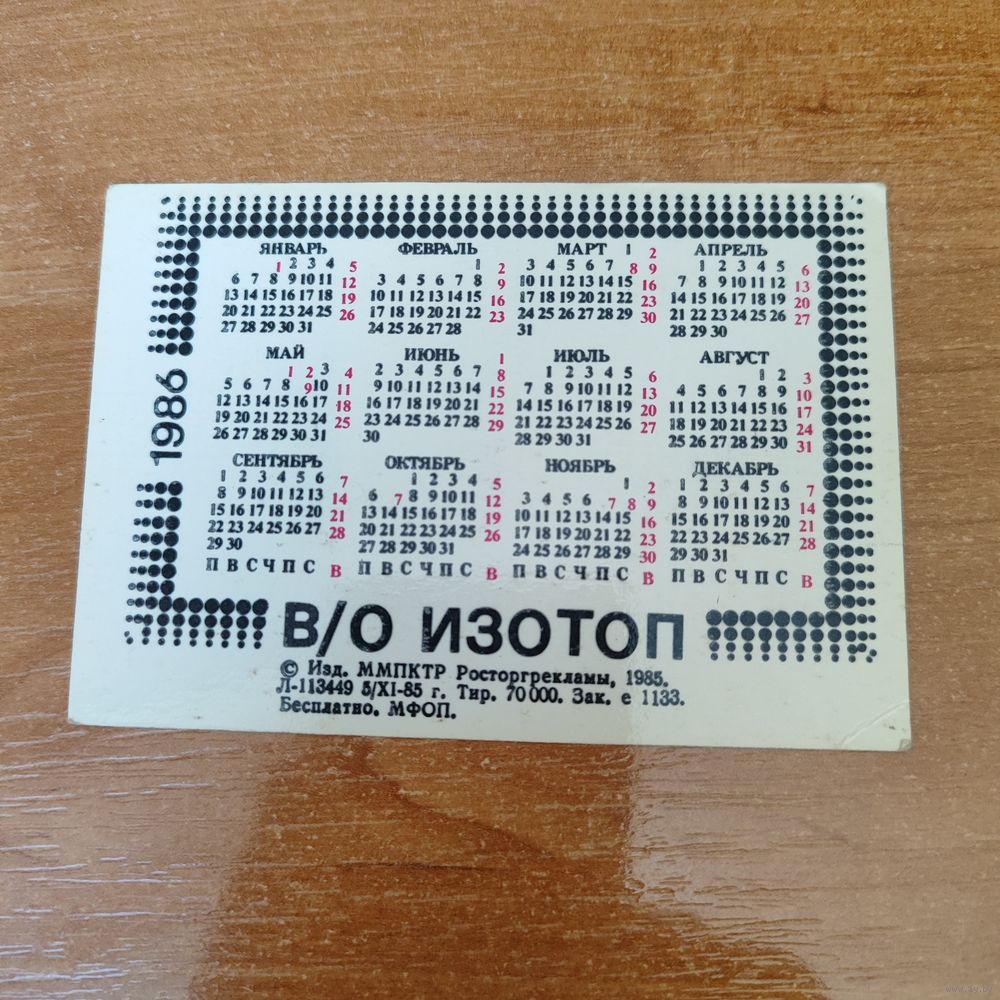 1986
ЯНВАРЬ ФЕВРАЛЬ МАРТ 1 2 АПРЕЛЬ
1 2 3 4 5 1 2 3 4 5 6 7 8 9 1 2 3 4 5 6
6 7 8 9 10 11 12 3 4 5 6 7 8 9 10 11 12 13 14 15 16 7 8 9 10 11 12 13
13 14 15 16 17 18 19 10 11 12 13 14 15 16 17 18 19 20 21 22 23 14 15 16 17 18 19 20
20 21 22 23 24 25 26 17 18 19 20 21 22 23 24 25 26 27 28 29 30 21 22 23 24 25 26 27
27 28 29 30 31 24 25 26 27 28 31 28 29 30
МАЙ ИЮНЬ 1 ИЮЛЬ АВГУСТ
1 2 3 4 2 3 4 5 6 7 8 1 2 3 4 5 6 1 2 3
5 6 7 8 9 10 11 9 10 11 12 13 14 15 7 8 9 10 11 12 13 4 5 6 7 8 9 10
12 13 14 15 16 17 18 16 17 18 19 20 21 22 14 15 16 17 18 19 20 11 12 13 14 15 16 17
19 20 21 22 23 24 25 23 24 25 26 27 28 29 21 22 23 24 25 26 27 18 19 20 21 22 23 24
26 27 28 29 30 31 30 28 29 30 31 25 26 27 28 29 30 31
СЕНТЯБРЬ ОКТЯБРЬ НОЯБРЬ ДЕКАБРЬ
1 2 3 4 5 6 7 1 2 3 4 5 1 2 1 2 3 4 5 6 7
8 9 10 11 12 13 14 6 7 8 9 10 11 12 3 4 5 6 7 8 9 8 9 10 11 12 13 14
15 16 17 18 19 20 21 13 14 15 16 17 18 19 10 11 12 13 14 15 16 15 16 17 18 19 20 21
22 23 24 25 26 27 28 20 21 22 23 24 25 26 17 18 19 20 21 22 23 22 23 24 25 26 27 28
29 30 27 28 29 30 31 24 25 26 27 28 29 30 29 30 31
П В С Ч П С В П В С Ч П С В П В С Ч П С В П В С Ч П С В
В/О ИЗОТОП
© Изд. ММПКТР Росторгрекламы, 1985.
Л-113449 5/XI-85 г. Тир. 70 000. Зак. е 1133.
Бесплатно. МФОП.